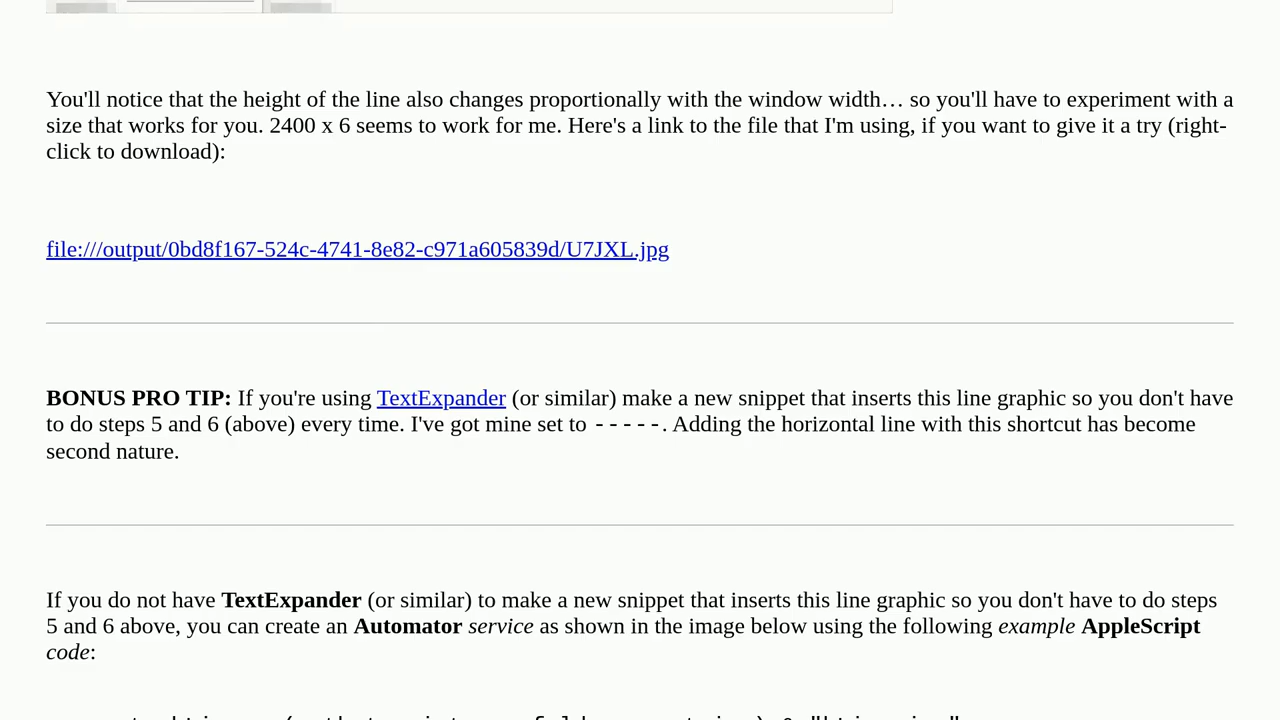 You'll notice that the height of the line also changes proportionally with the window width… so you'll have to experiment with a
size that works for you. 2400 x 6 seems to work for me. Here's a link to the file that I'm using, if you want to give it a try (right-
click to download):
file:///output/0bd8f167-524c-4741-8e82-c971a605839d/U7JXL.jpg
BONUS PRO TIP: If you're using TextExpander (or similar) make a new snippet that inserts this line graphic so you don't have
to do steps 5 and 6 (above) every time. I've got mine set to -----. Adding the horizontal line with this shortcut has become
second nature.
If you do not have TextExpander (or similar) to make a new snippet that inserts this line graphic so you don't have to do steps
5 and 6 above, you can create an Automator service as shown in the image below using the following example AppleScript
code: